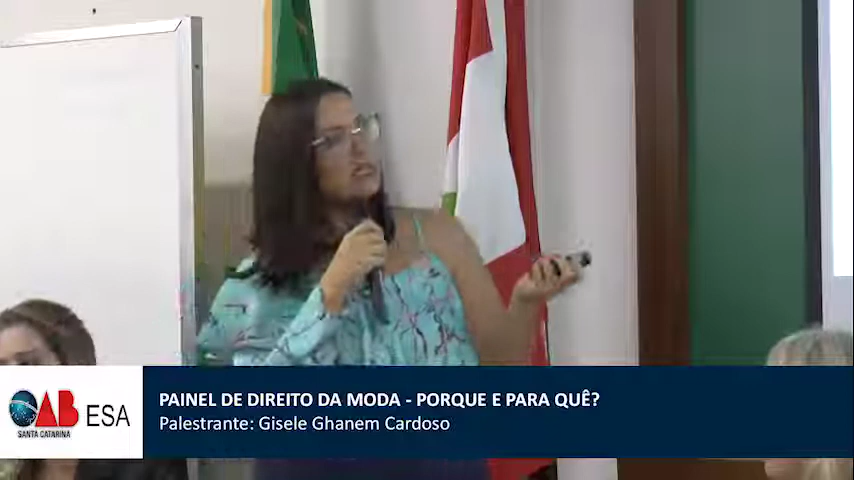 PAINEL DE DIREITO DA MODA - PORQUE E PARA QUÊ?
Palestrante: Gisele Ghanem Cardoso
OAB ESA
SANTA CATARINA